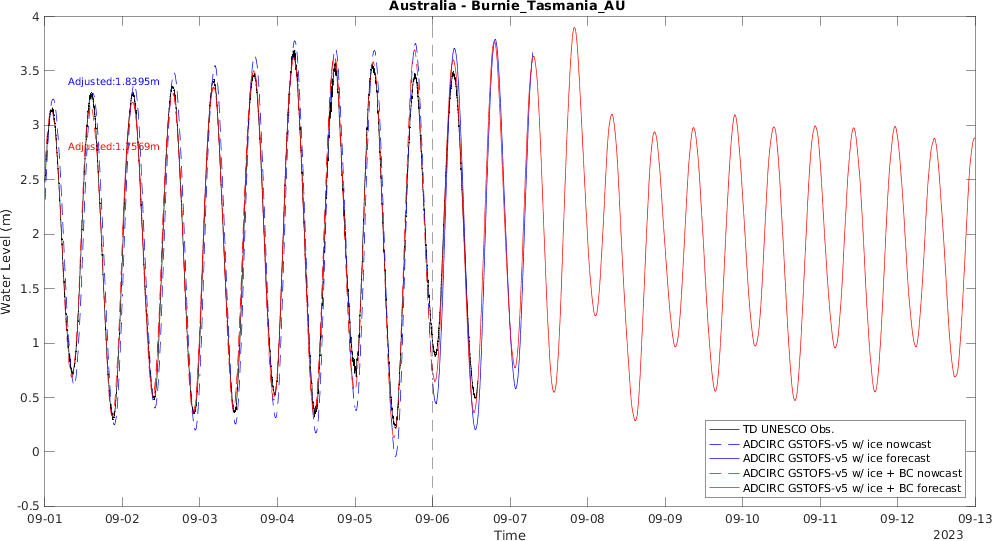 Australia - Burnie_Tasmania_AU
4
3.5
3
2.5
2
1.5
1
0.5
0
-0.5
Water Level (m)
Adjusted:1.8395m
Adjusted:1.7569m
TD UNESCO Obs.
ADCIRC GSTOFS-v5 w/ ice nowcast
ADCIRC GSTOFS-v5 w/ ice forecast
ADCIRC GSTOFS-v5 w/ ice + BC nowcast
ADCIRC GSTOFS-v5 w/ ice + BC forecast
09-01 09-02 09-03 09-04 09-05 09-06 09-07 09-08 09-09 09-10 09-11 09-12 09-13
Time
2023